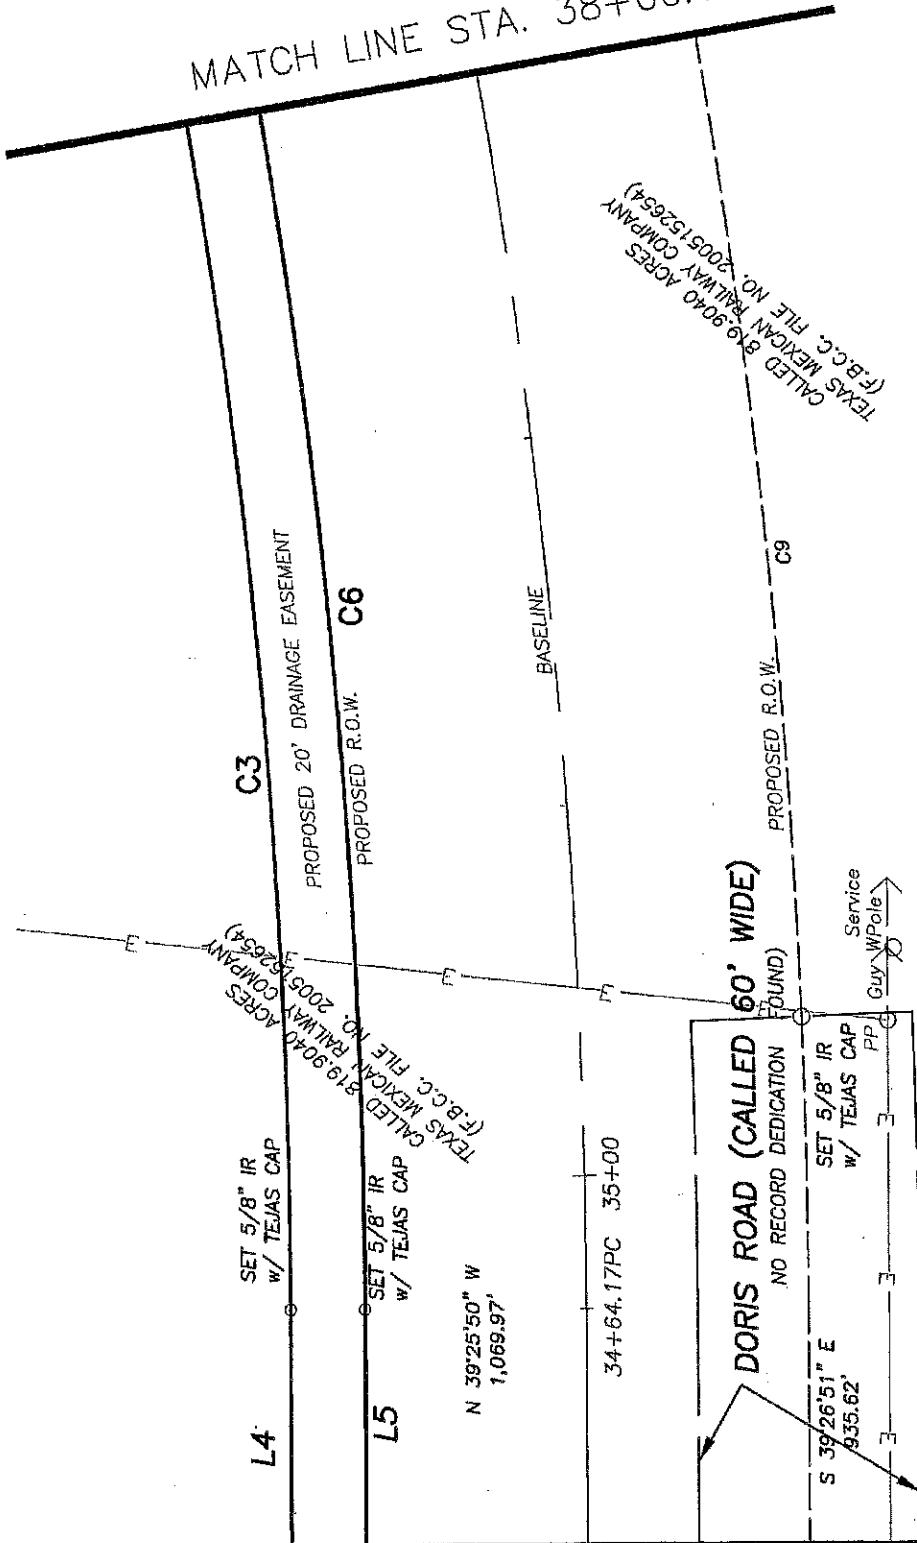 MATCH LINE STA. 38+00.
CALLED 819.9040 ACRES
TEXAS MEXICAN RAILWAY COMPANY
(F.B.C.C. FILE NO. 2005152654)
C3
PROPOSED 20' DRAINAGE EASEMENT
C6
PROPOSED R.O.W.
BASELINE
C9
PROPOSED R.O.W.
E
E
E
E
E
CALLED 819.9040 ACRES
TEXAS MEXICAN RAILWAY COMPANY
(F.B.C.C. FILE NO. 2005152654)
SET 5/8" IR
w/ TEJAS CAP
SET 5/8" IR
w/ TEJAS CAP
L4
L5
N 39°25'50" W
1,069.97'
34+64.17PC 35+00
DORIS ROAD (CALLED 60' WIDE)
NO RECORD DEDICATION FOUND)
SET 5/8" IR
w/ TEJAS CAP
PP
Guy WPole
Service
S 39°26'51" E
935.62'
E
E
E